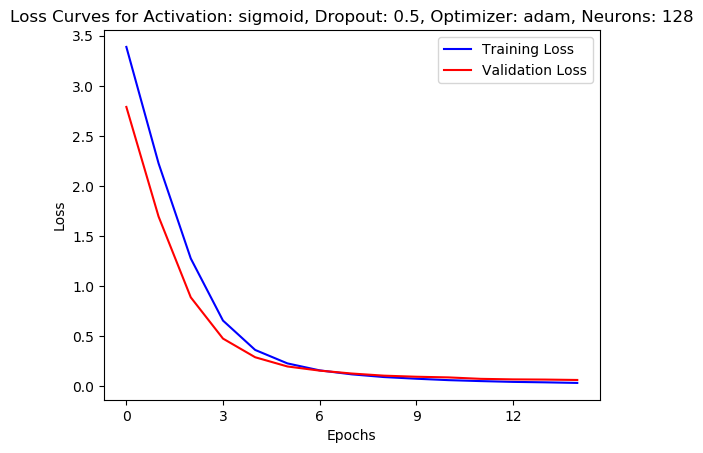 Loss Curves for Activation: sigmoid, Dropout: 0.5, Optimizer: adam, Neurons: 128
3.5
Training Loss
Validation Loss
3.0
2.5
2.0
Loss
1.5
1.0
0.5
0.0
0 3 6 9 12
Epochs